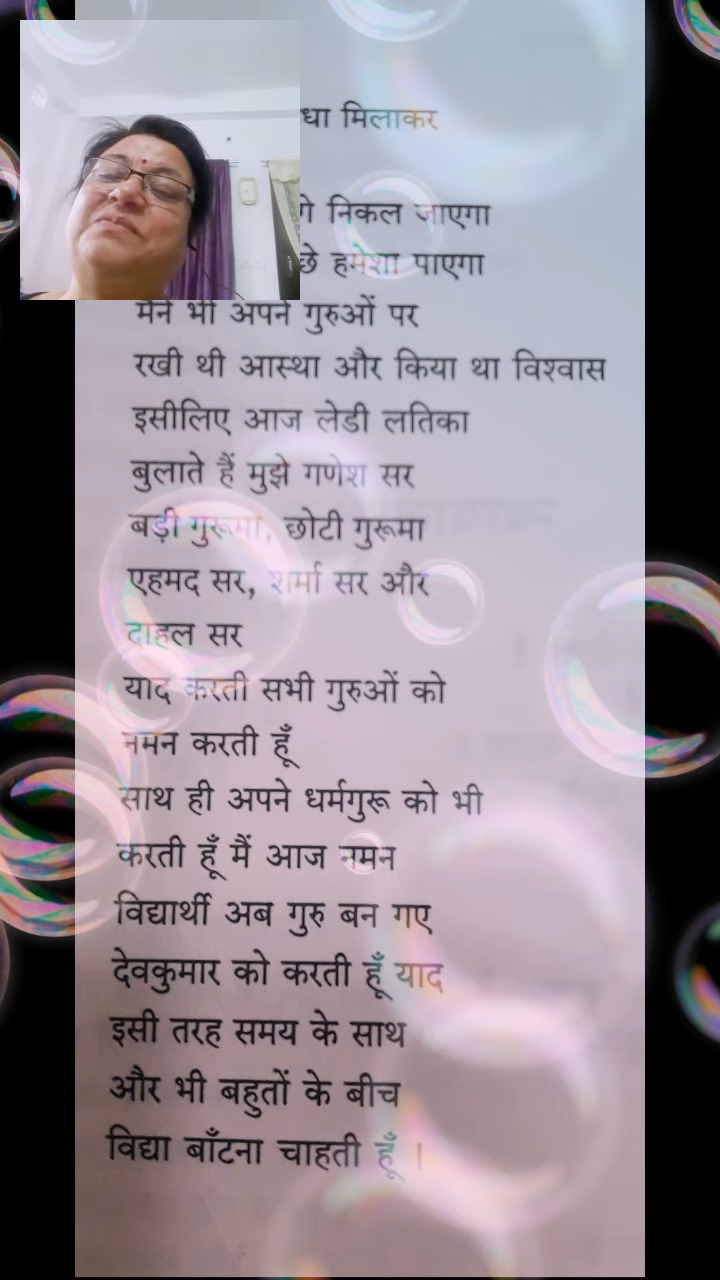 मिलाकर
निकल जाएगा
हमेशा पाएगा
मैंने भी अपने गुरुओं पर
रखी थी आस्था और किया था विश्वास
इसीलिए आज लेडी लतिका
बुलाते हैं मुझे गणेश सर
बड़ी गुरूमा, छोटी गुरूमा
एहमद सर, शर्मा सर और
दाहल सर
याद करती सभी गुरुओं को
नमन करती हूँ
साथ ही अपने धर्मगुरू को भी
करती हूँ मैं आज नमन
विद्यार्थी अब गुरु बन गए
देवकुमार को करती हूँ याद
इसी तरह समय के साथ
और भी बहुतों के बीच
विद्या बाँटना चाहती हूँ ।